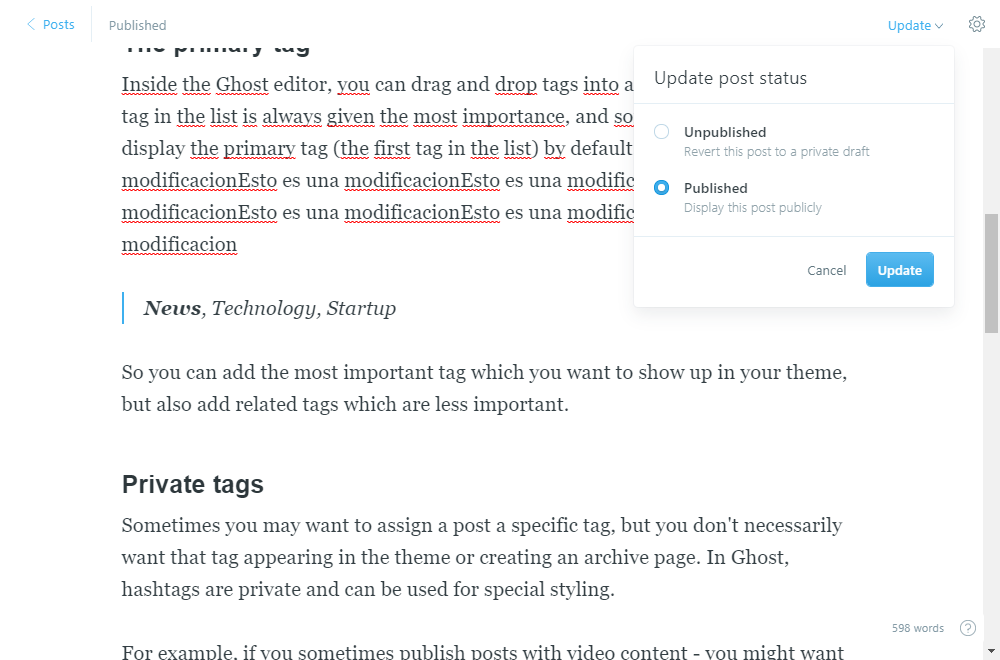 Posts
Published
Update
The primary tag
Inside the Ghost editor, you can drag and drop tags into a
tag in the list is always given the most importance, and so
display the primary tag (the first tag in the list) by default
modificacionEsto es una modificacionEsto es una modific
modificacionEsto es una modificacionEsto es una modific
modificacion
Update post status
Unpublished
Revert this post to a private draft
Published
Display this post publicly
Cancel
Update
News, Technology, Startup
So you can add the most important tag which you want to show up in your theme,
but also add related tags which are less important.
Private tags
Sometimes you may want to assign a post a specific tag, but you don't necessarily
want that tag appearing in the theme or creating an archive page. In Ghost,
hashtags are private and can be used for special styling.
598 words
?
For example, if you sometimes publish posts with video content - you might want